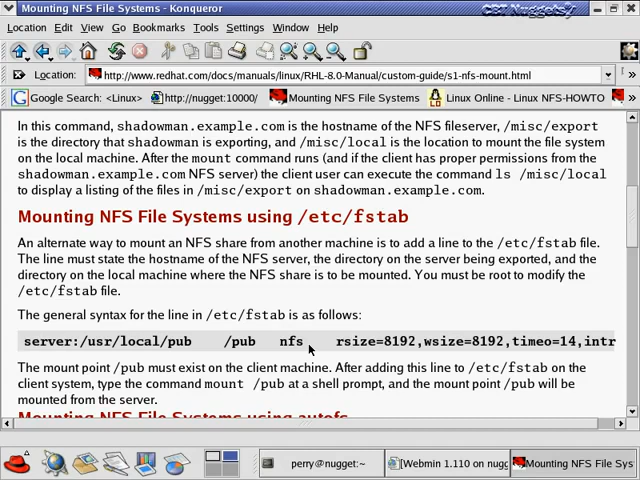 Mounting NFS File Systems - Konqueror
CBT Nuggets
Location Edit View Go Bookmarks Tools Settings Window Help
Location: http://www.redhat.com/docs/manuals/linux/RHL-8.0-Manual/custom-guide/s1-nfs-mount.html
Google Search: <Linux> http://nugget:10000/ Mounting NFS File Systems Linux Online - Linux NFS-HOWTO
In this command, shadowman.example.com is the hostname of the NFS fileserver, /misc/export
is the directory that shadowman is exporting, and /misc/local is the location to mount the file system
on the local machine. After the mount command runs (and if the client has proper permissions from the
shadowman.example.com NFS server) the client user can execute the command ls /misc/local
to display a listing of the files in /misc/export on shadowman.example.com.
Mounting NFS File Systems using /etc/fstab
An alternate way to mount an NFS share from another machine is to add a line to the /etc/fstab file.
The line must state the hostname of the NFS server, the directory on the server being exported, and the
directory on the local machine where the NFS share is to be mounted. You must be root to modify the
/etc/fstab file.
The general syntax for the line in /etc/fstab is as follows:
server:/usr/local/pub /pub nfs rsize=8192,wsize=8192,timeo=14,intr
The mount point /pub must exist on the client machine. After adding this line to /etc/fstab on the
client system, type the command mount /pub at a shell prompt, and the mount point /pub will be
mounted from the server.
Mounting NFS File Systems using autofs
perry@nugget:~ [Webmin 1.110 on nugg Mounting NFS File Sys